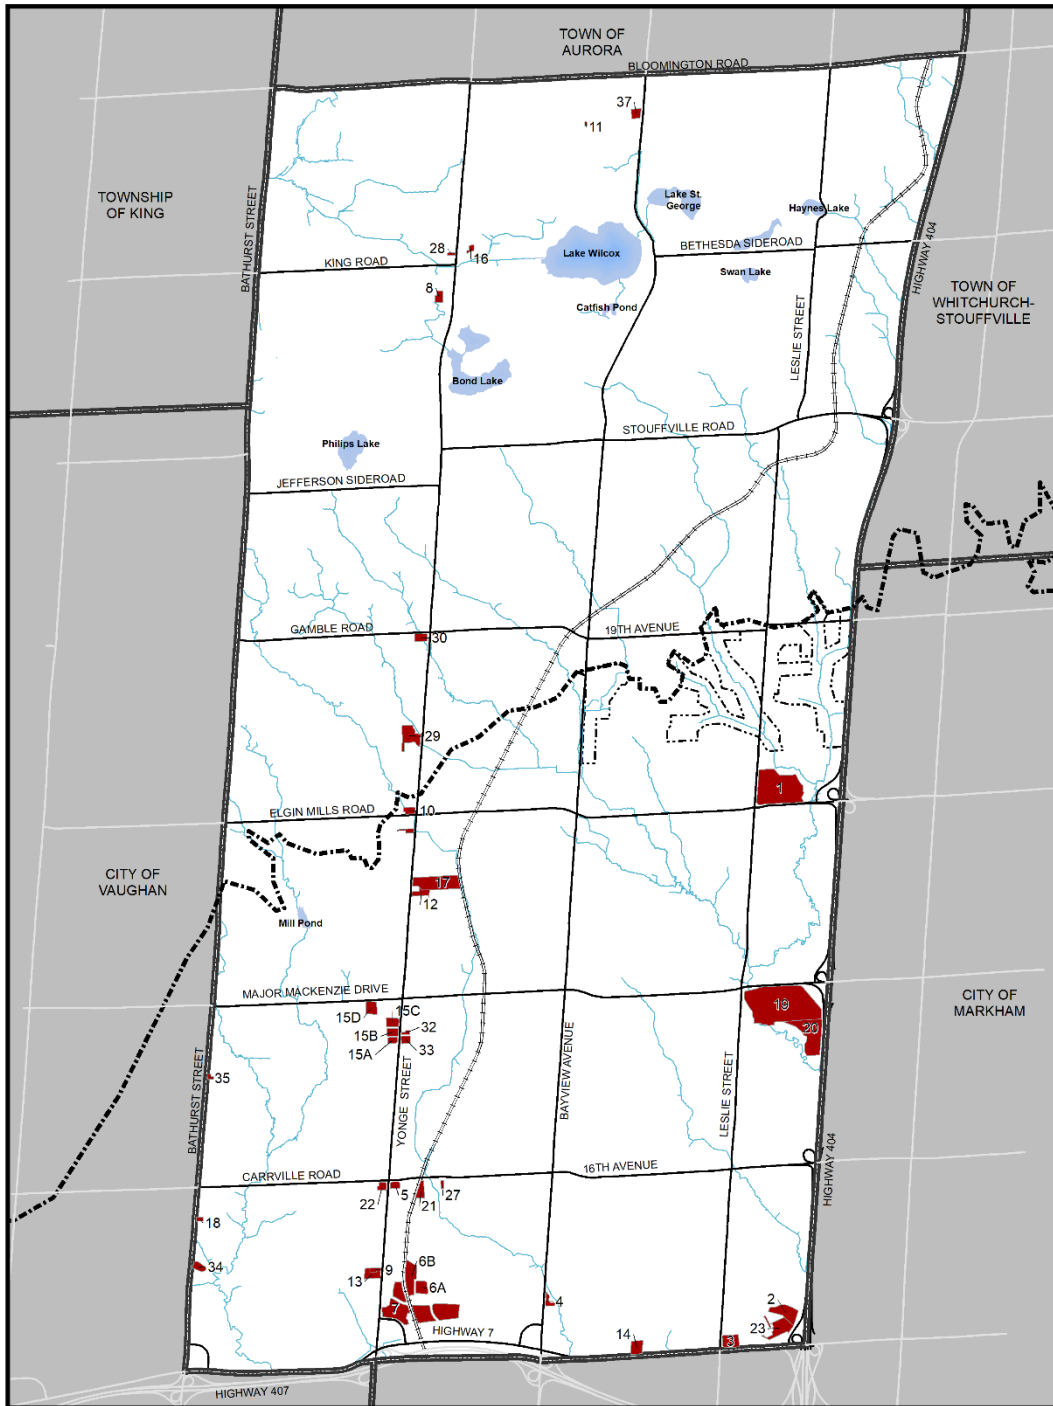 TOWN OF
AURORA
BLOOMINGTON ROAD
37
11
TOWNSHIP
OF KING
BATHURST STREET
Lake St.
George
Haynes Lake
HIGHWAY 404
28
16
KING ROAD
Lake Wilcox
BETHESDA SIDEROAD
Swan Lake
8
Catfish Pond
TOWN OF
WHITCHURCH-
STOUFFVILLE
LESLIE STREET
Bond Lake
STOUFFVILLE ROAD
Philips Lake
JEFFERSON SIDEROAD
GAMBLE ROAD
30
19TH AVENUE
29
1
ELGIN MILLS ROAD
10
CITY OF
VAUGHAN
17
12
Mill Pond
MAJOR MACKENZIE DRIVE
15D
15C
15B
32
15A
33
19
20
CITY OF
MARKHAM
35
BATHURST STREET
YONGE STREET
BAYVIEW AVENUE
LESLIE STREET
HIGHWAY 404
CARRVILLE ROAD
16TH AVENUE
22
5
21
27
18
34
13
9
6B
6A
7
4
2
23
HIGHWAY 7
14
3
HIGHWAY 407